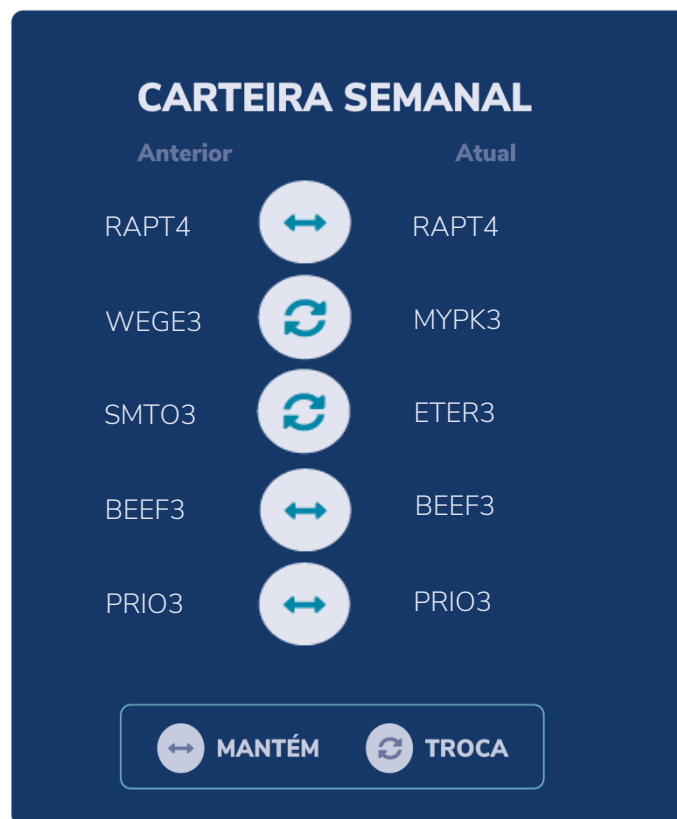 CARTEIRA SEMANAL
Anterior Atual
RAPT4 RAPT4
WEGE3 MYPK3
SMTO3 ETER3
BEEF3 BEEF3
PRIO3 PRIO3
MANTÉM TROCA